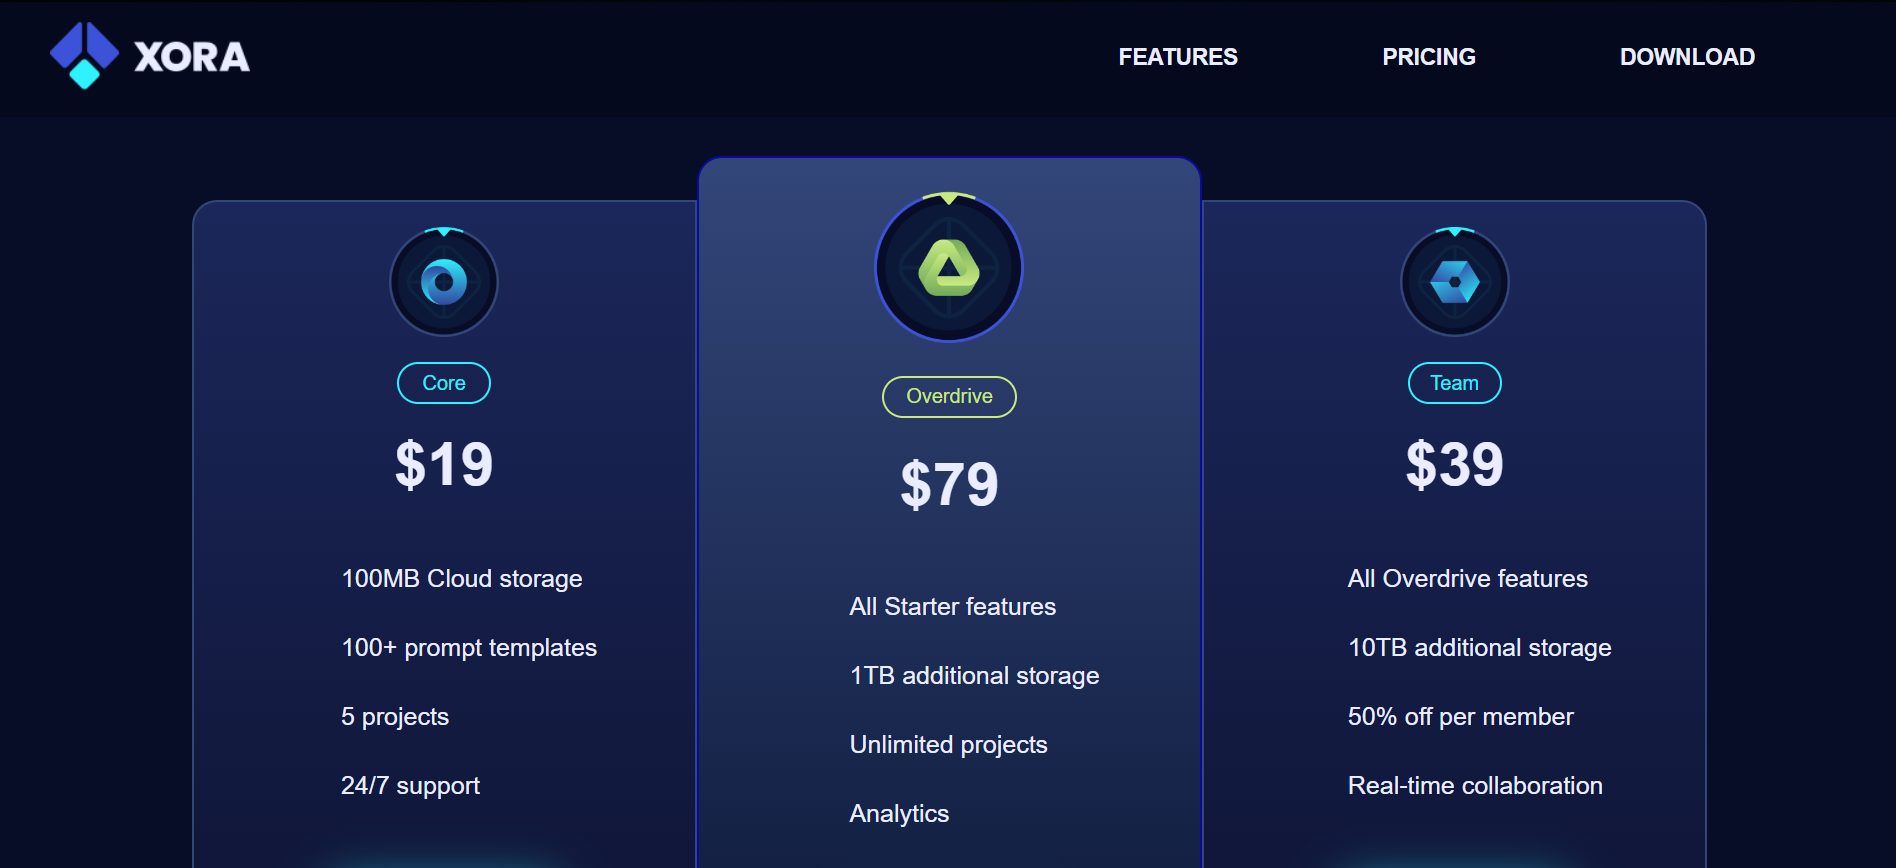 XORA
FEATURES
PRICING
DOWNLOAD
Core
$19
100MB Cloud storage
100+ prompt templates
5 projects
24/7 support
Overdrive
$79
All Starter features
1TB additional storage
Unlimited projects
Analytics
Team
$39
All Overdrive features
10TB additional storage
50% off per member
Real-time collaboration